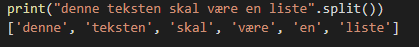 print("denne teksten skal være en liste".split())
['denne', 'teksten', 'skal', 'være', 'en', 'liste']